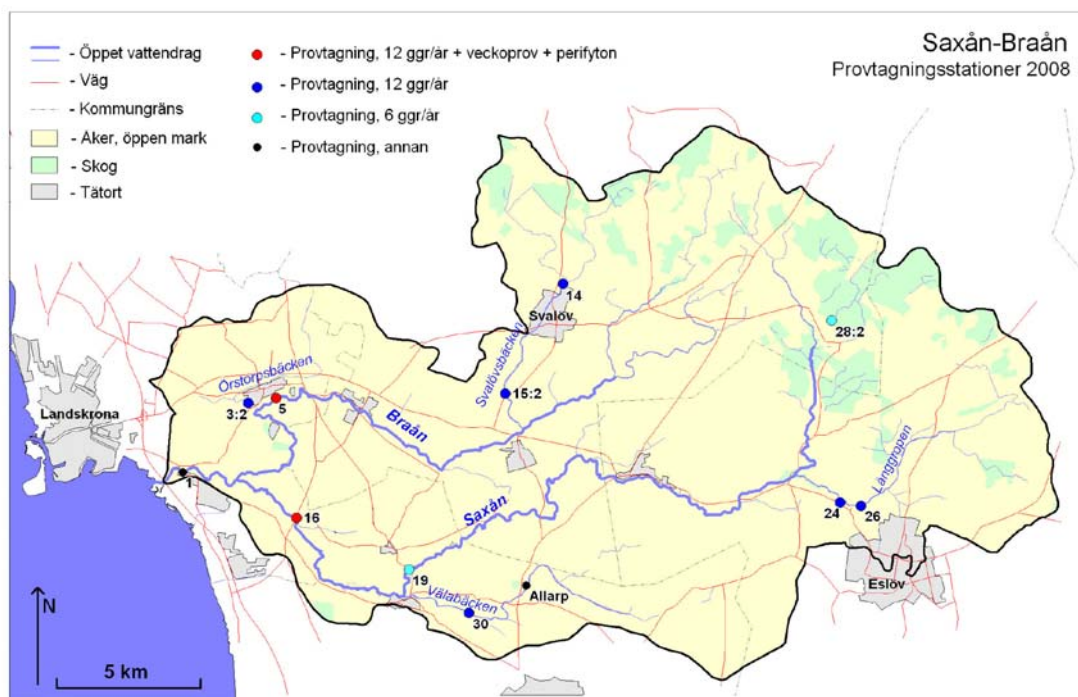 Saxån-Braån
Provtagningsstationer 2008
- Öppet vattendrag
- Väg
- Kommungräns
- Åker, öppen mark
- Skog
- Tätort
- Provtagning, 12 ggr/år + veckoprov + perifyton
- Provtagning, 12 ggr/år
- Provtagning, 6 ggr/år
- Provtagning, annan
14
Svalöv
28:2
Svalövsbäcken
Örstorpsbäcken
15:2
3:2
5
Landskrona
Braån
1
Långgropen
Saxån
16
24
26
19
Eslöv
Allarp
Välabäcken
30
N
5 km